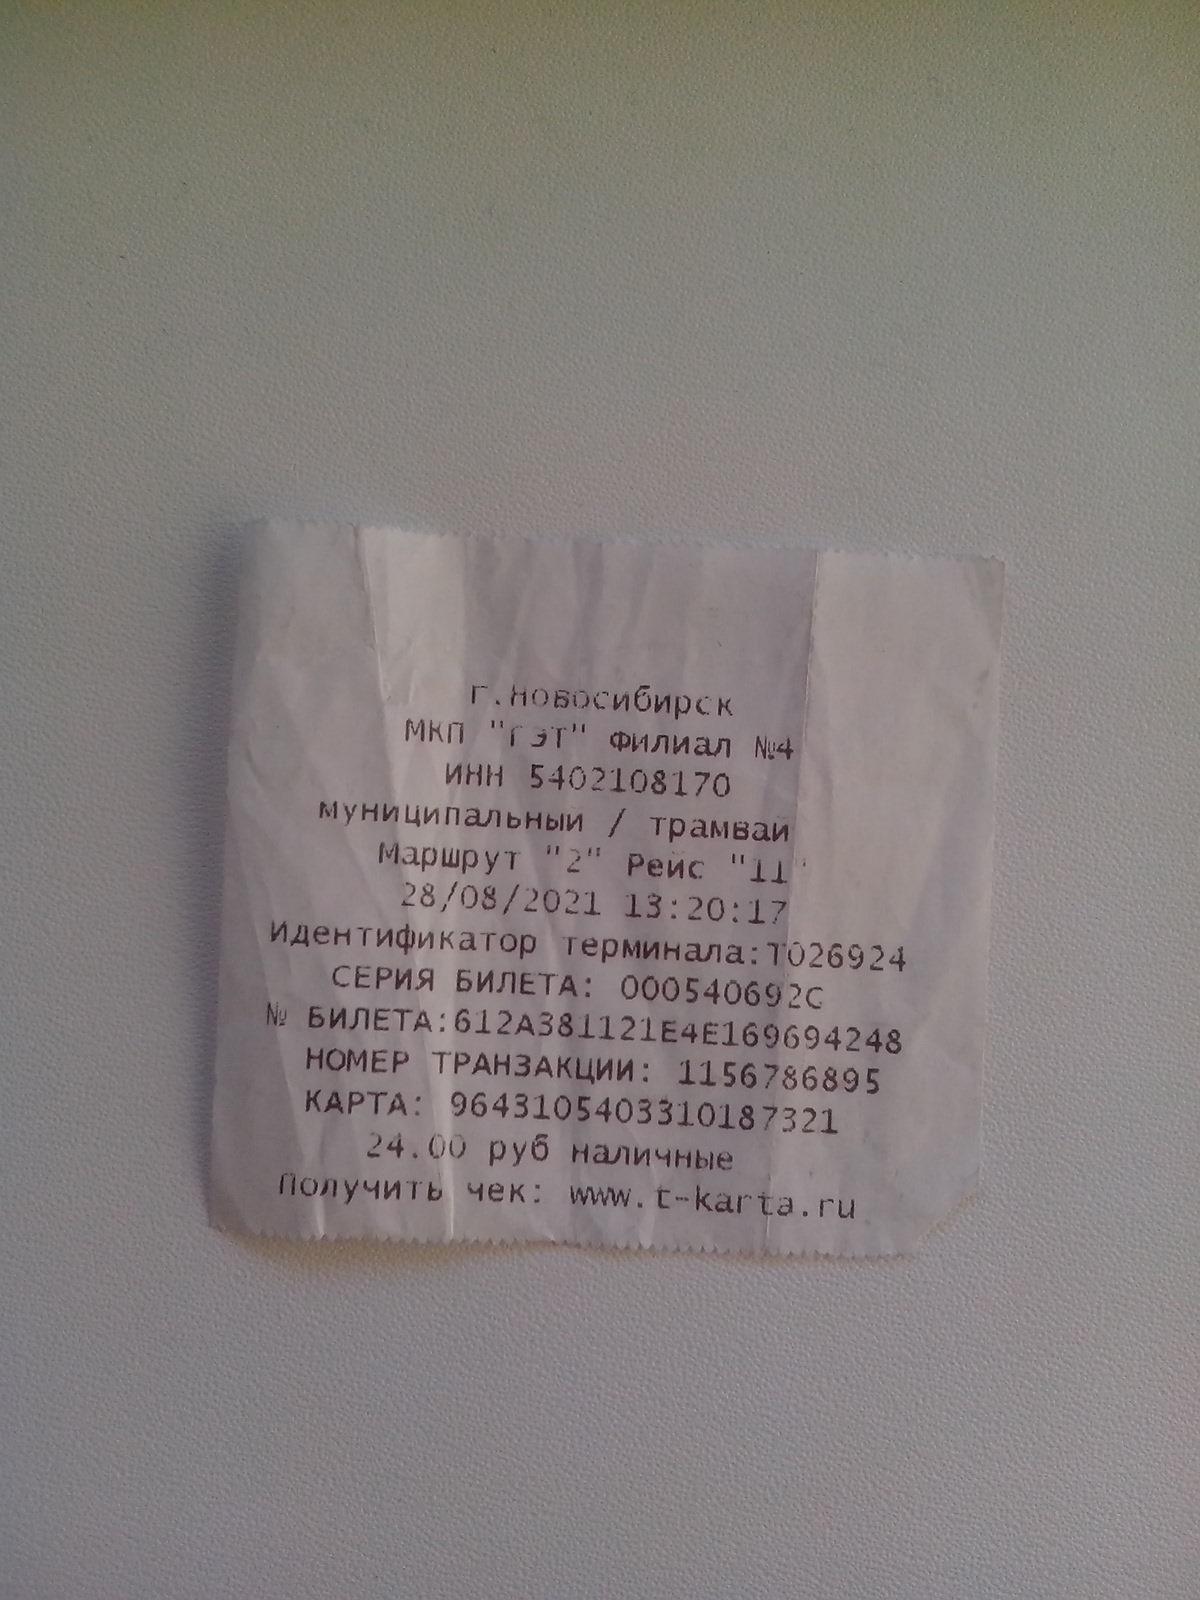 г.Новосибирск
МКП "ГЭТ" Филиал №4
ИНН 5402108170
муниципальный / трамвай
Маршрут "2" Рейс "11"
28/08/2021 13:20:17
Идентификатор терминала:T026924
СЕРИЯ БИЛЕТА: 000540692C
№ БИЛЕТА:612A381121E4E169694248
НОМЕР ТРАНЗАКЦИИ: 1156786895
КАРТА: 9643105403310187321
24.00 руб наличные
Получить чек: www.t-karta.ru